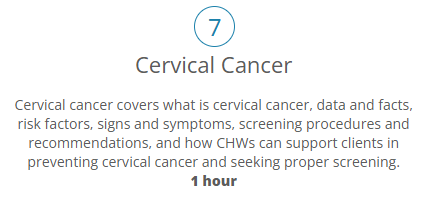 7
Cervical Cancer
Cervical cancer covers what is cervical cancer, data and facts,
risk factors, signs and symptoms, screening procedures and
recommendations, and how CHWs can support clients in
preventing cervical cancer and seeking proper screening.
1 hour